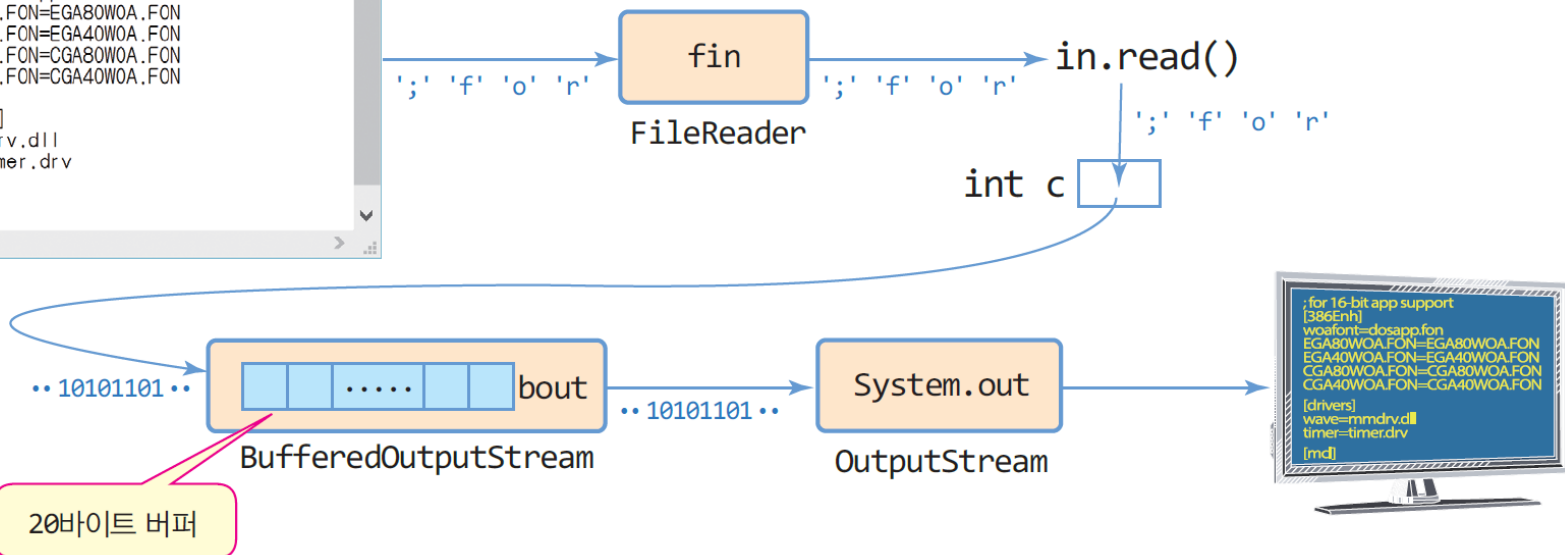 .FON=EGA80WOA.FON
.FON=EGA40WOA.FON
.FON=CGA80WOA.FON
.FON=CGA40WOA.FON
]
rv.dll
mer.drv
fin
';' 'f' 'o' 'r'
';' 'f' 'o' 'r'
in.read()
FileReader
';' 'f' 'o' 'r'
int c
••10101101••
.....
bout
••10101101••
System.out
BufferedOutputStream
OutputStream
20바이트 버퍼
; for 16-bit app support
[386Enh]
woafont=dosapp.fon
EGA80WOA.FON=EGA80WOA.FON
EGA40WOA.FON=EGA40WOA.FON
CGA80WOA.FON=CGA80WOA.FON
CGA40WOA.FON=CGA40WOA.FON
[drivers]
wave=mmdrv.dll
timer=timer.drv
[mci]